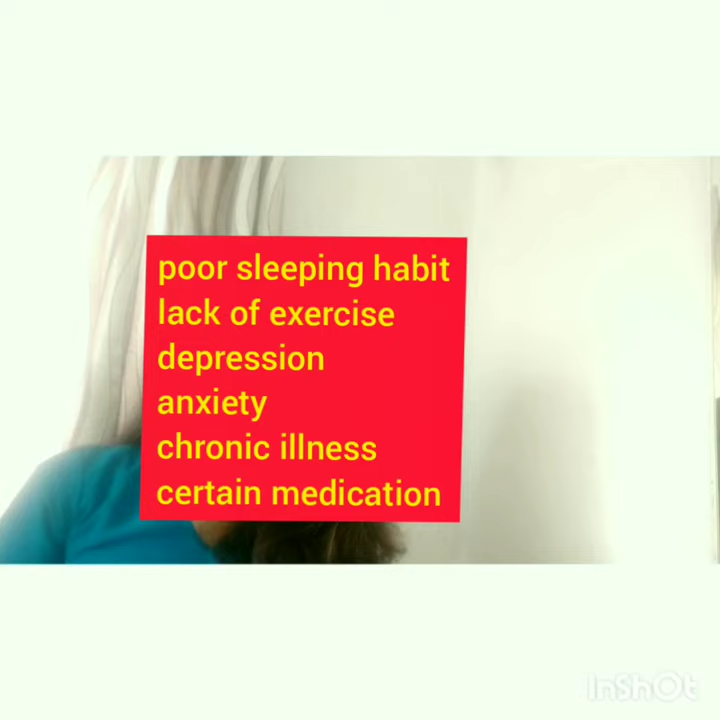 poor sleeping habit
lack of exercise
depression
anxiety
chronic illness
certain medication
InShOt